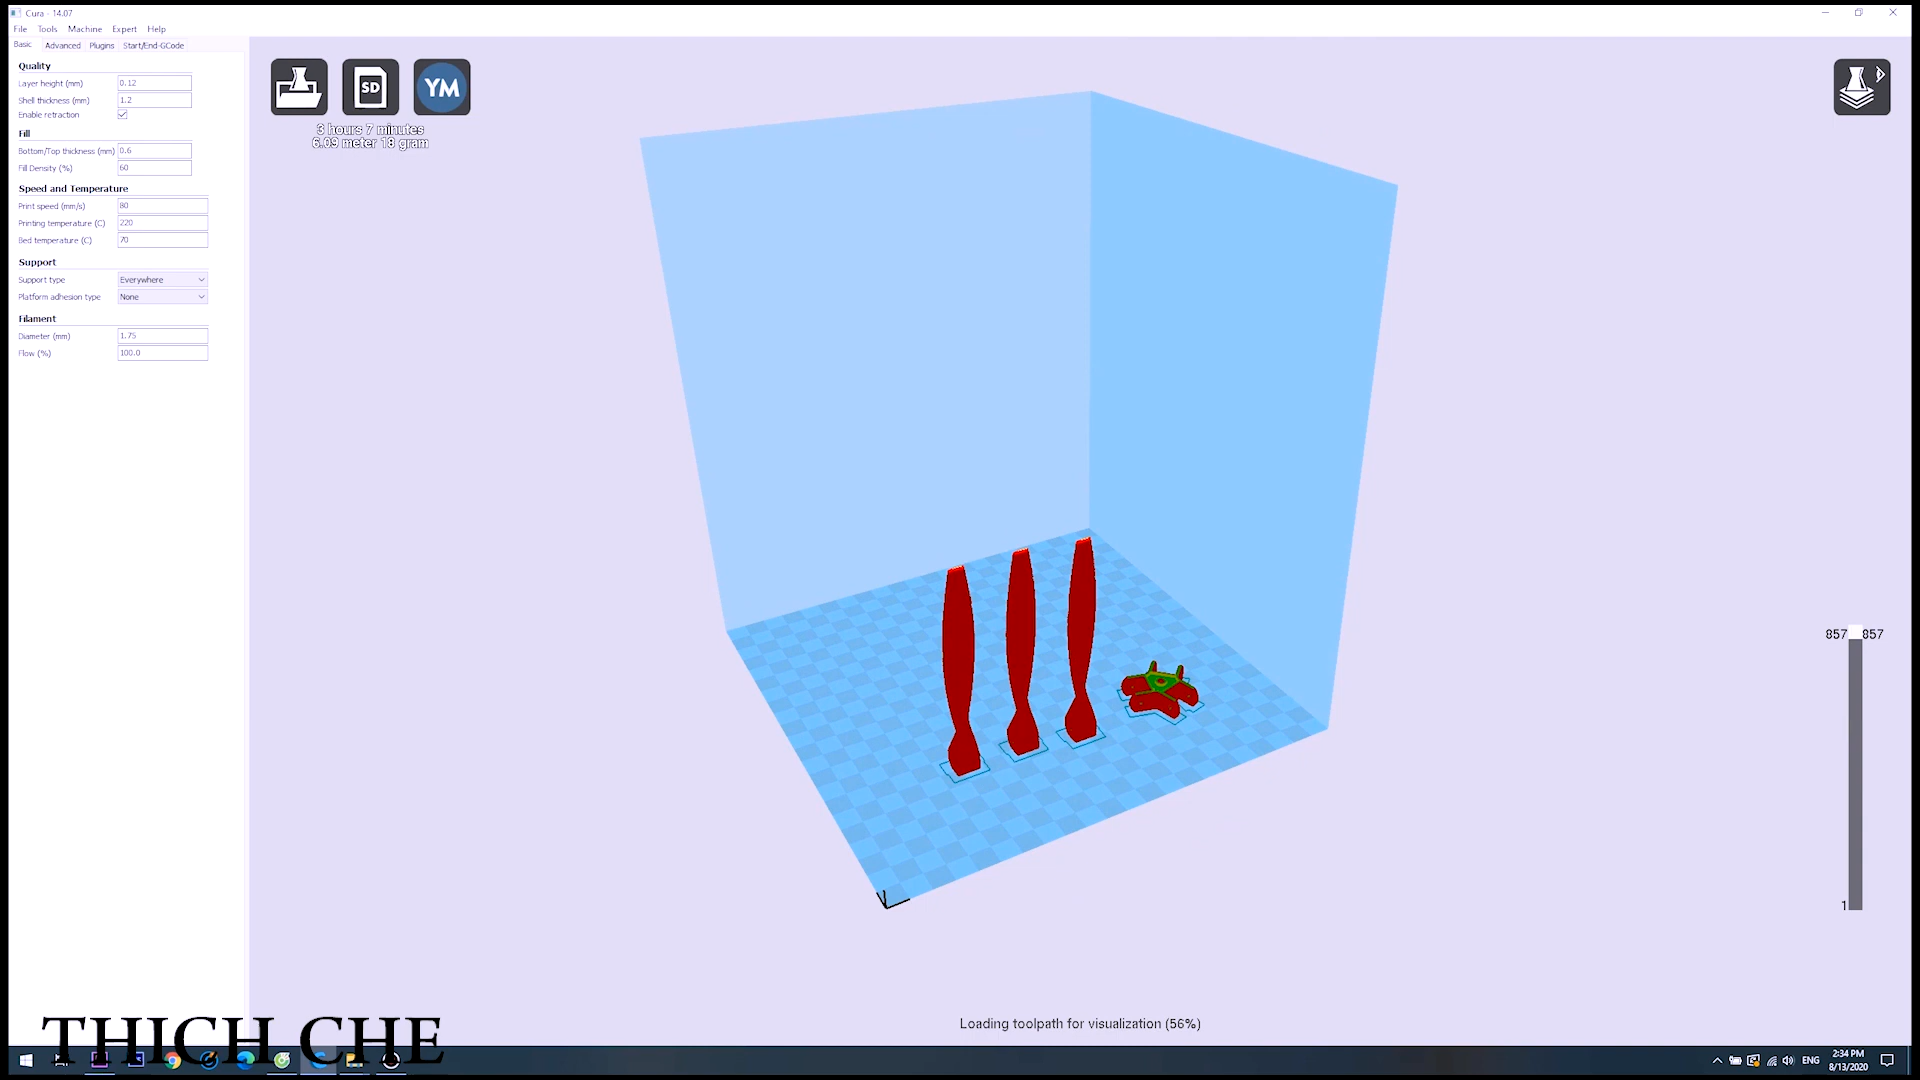 Cura - 14.07
File Tools Machine Expert Help
Basic Advanced Plugins Start/End-GCode
Quality
Layer height (mm) 0.12
Shell thickness (mm) 1.2
Enable retraction
Fill
Bottom/Top thickness (mm) 0.6
Fill Density (%) 60
Speed and Temperature
Print speed (mm/s) 80
Printing temperature (C) 220
Bed temperature (C) 70
Support
Support type Everywhere
Platform adhesion type None
Filament
Diameter (mm) 1.75
Flow (%) 100.0
SD
YM
3 hours 7 minutes
6.09 meter 18 gram
857 857
1
Loading toolpath for visualization (56%)
THICH CHE
ENG
2:34 PM
8/13/2020